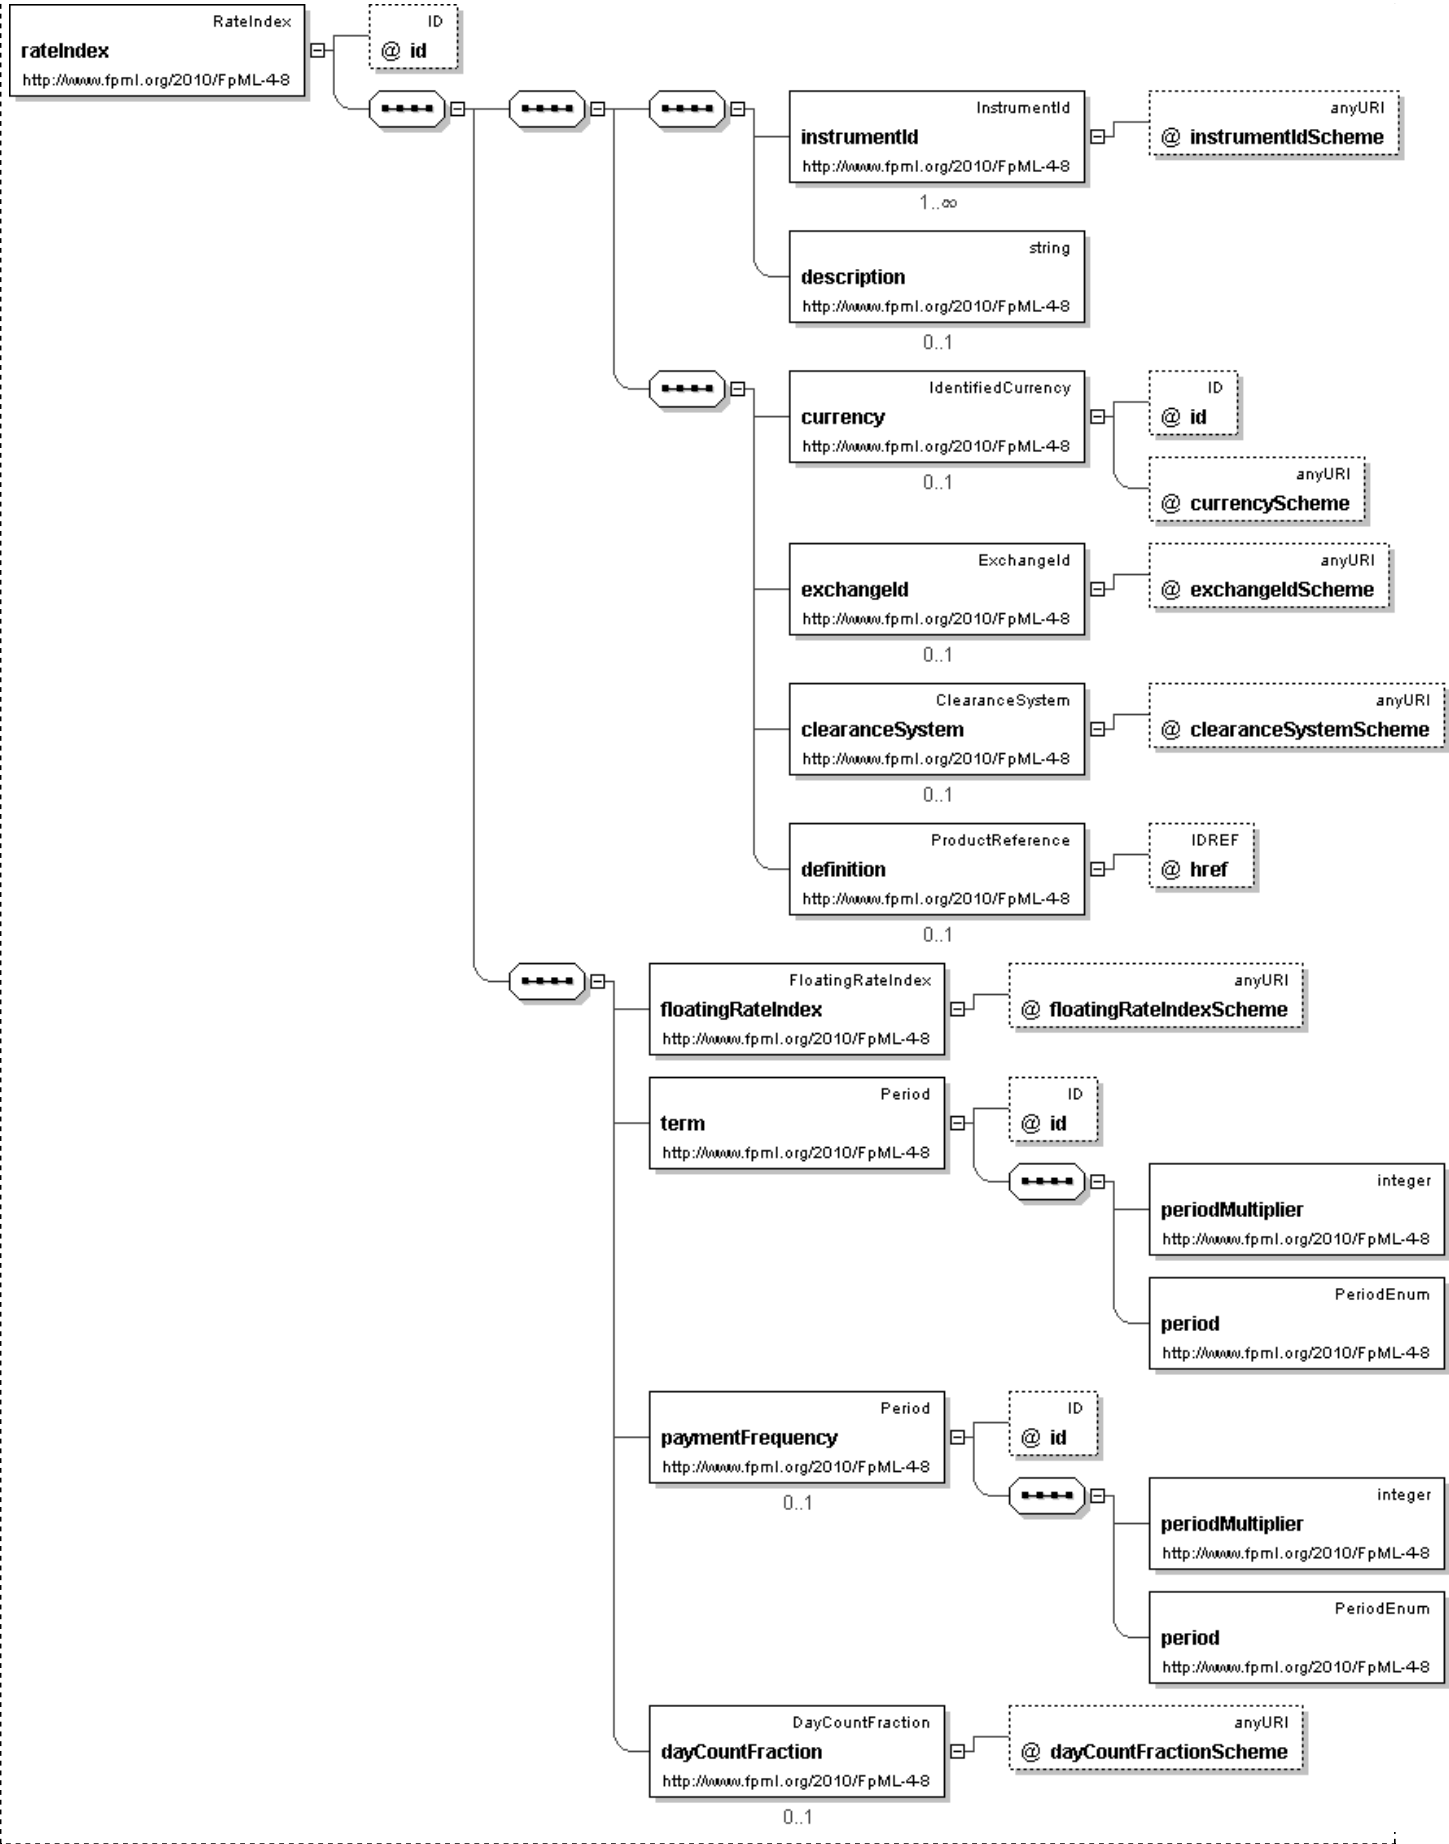 RateIndex
rateIndex
http://www.fpml.org/2010/FpML-4-8
ID
@ id
InstrumentId
instrumentId
http://www.fpml.org/2010/FpML-4-8
1..∞
anyURI
@ instrumentIdScheme
string
description
http://www.fpml.org/2010/FpML-4-8
0..1
IdentifiedCurrency
currency
http://www.fpml.org/2010/FpML-4-8
0..1
ID
@ id
anyURI
@ currencyScheme
ExchangeId
exchangeId
http://www.fpml.org/2010/FpML-4-8
0..1
anyURI
@ exchangeIdScheme
ClearanceSystem
clearanceSystem
http://www.fpml.org/2010/FpML-4-8
0..1
anyURI
@ clearanceSystemScheme
ProductReference
definition
http://www.fpml.org/2010/FpML-4-8
0..1
IDREF
@ href
FloatingRateIndex
floatingRateIndex
http://www.fpml.org/2010/FpML-4-8
anyURI
@ floatingRateIndexScheme
Period
term
http://www.fpml.org/2010/FpML-4-8
ID
@ id
integer
periodMultiplier
http://www.fpml.org/2010/FpML-4-8
PeriodEnum
period
http://www.fpml.org/2010/FpML-4-8
Period
paymentFrequency
http://www.fpml.org/2010/FpML-4-8
0..1
ID
@ id
integer
periodMultiplier
http://www.fpml.org/2010/FpML-4-8
PeriodEnum
period
http://www.fpml.org/2010/FpML-4-8
DayCountFraction
dayCountFraction
http://www.fpml.org/2010/FpML-4-8
0..1
anyURI
@ dayCountFractionScheme